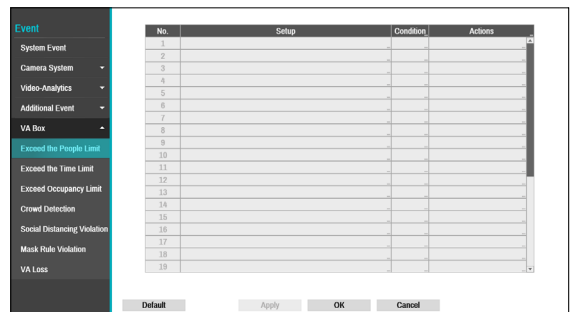 Event
System Event
Camera System
Video-Analytics
Additional Event
VA Box
Exceed the People Limit
Exceed the Time Limit
Exceed Occupancy Limit
Crowd Detection
Social Distancing Violation
Mask Rule Violation
VA Loss
No. Setup Condition Actions
1
2
3
4
5
6
7
8
9
10
11
12
13
14
15
16
17
18
19
Default Apply OK Cancel